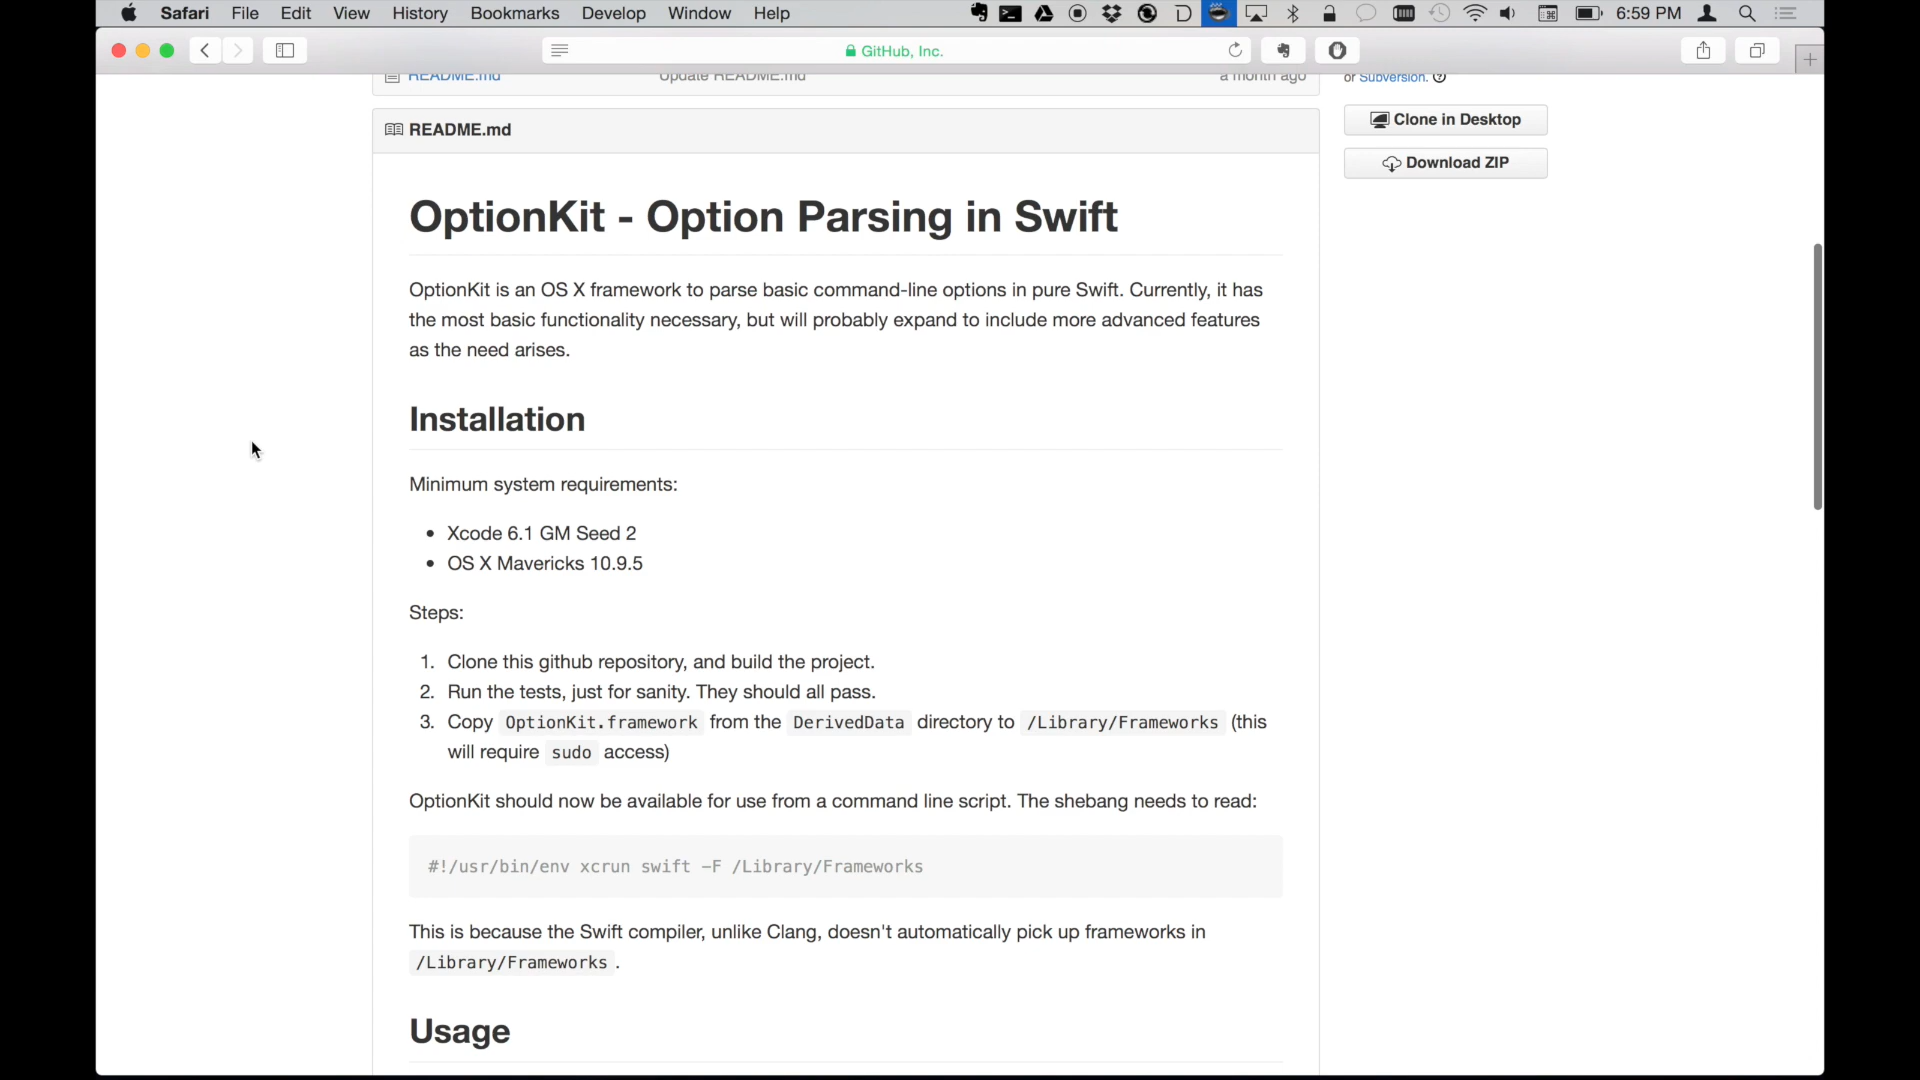 Safari File Edit View History Bookmarks Develop Window Help 6:59 PM
GitHub, Inc.
README.md Update README.md a month ago
or Subversion.
Clone in Desktop
Download ZIP
README.md
OptionKit - Option Parsing in Swift
OptionKit is an OS X framework to parse basic command-line options in pure Swift. Currently, it has
the most basic functionality necessary, but will probably expand to include more advanced features
as the need arises.
Installation
Minimum system requirements:
• Xcode 6.1 GM Seed 2
• OS X Mavericks 10.9.5
Steps:
1. Clone this github repository, and build the project.
2. Run the tests, just for sanity. They should all pass.
3. Copy OptionKit.framework from the DerivedData directory to /Library/Frameworks (this
will require sudo access)
OptionKit should now be available for use from a command line script. The shebang needs to read:
#!/usr/bin/env xcrun swift -F /Library/Frameworks
This is because the Swift compiler, unlike Clang, doesn't automatically pick up frameworks in
/Library/Frameworks .
Usage